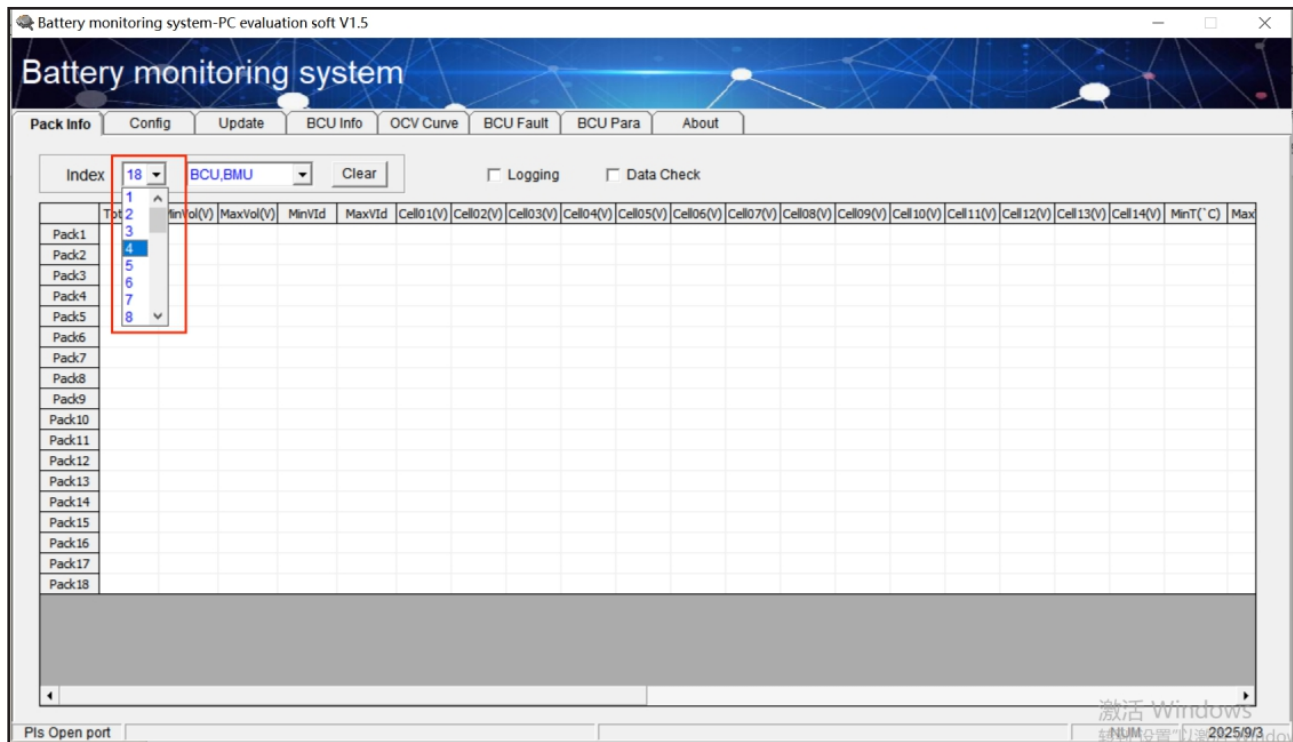 Battery monitoring system-PC evaluation soft V1.5
Battery monitoring system
Pack Info Config Update BCU Info OCV Curve BCU Fault BCU Para About
Index 18 BCU,BMU Clear Logging Data Check
MinVol(V) MaxVol(V) MinVId MaxVId Cell01(V) Cell02(V) Cell03(V) Cell04(V) Cell05(V) Cell06(V) Cell07(V) Cell08(V) Cell09(V) Cell10(V) Cell11(V) Cell12(V) Cell13(V) Cell14(V) MinT(`C) Max
1
2
3
4
5
6
7
8
Pack1
Pack2
Pack3
Pack4
Pack5
Pack6
Pack7
Pack8
Pack9
Pack10
Pack11
Pack12
Pack13
Pack14
Pack15
Pack16
Pack17
Pack18
激活 Windows
Pls Open port NUM 2025/9/3